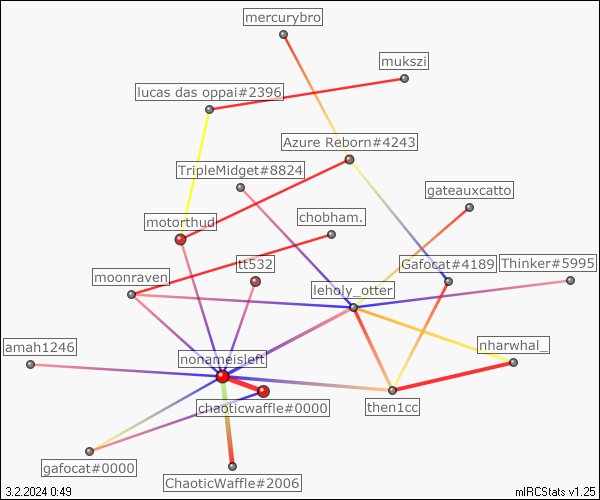 mercurybro
mukszi
lucas das oppai#2396
Azure Reborn#4243
TripleMidget#8824
gateauxcatto
motorthud
chobham.
moonraven
tt532
Gafocat#4189
Thinker#5995
leholy_otter
amah1246
nonameisleft
nharwhal_
chaoticwaffle#0000
then1cc
gafocat#0000
ChaoticWaffle#2006
3.2.2024 0:49
mIRCStats v1.25